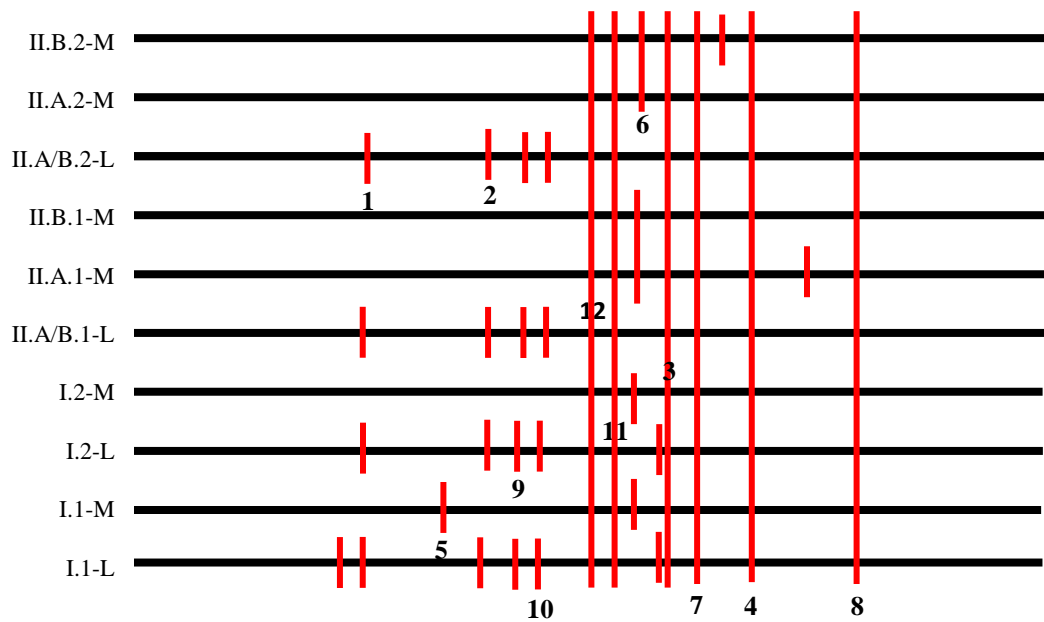 II.B.2-M
II.A.2-M
6
II.A/B.2-L
1 2
II.B.1-M
II.A.1-M
12
II.A/B.1-L
3
I.2-M
11
I.2-L
9
I.1-M
5
I.1-L
10 7 4 8